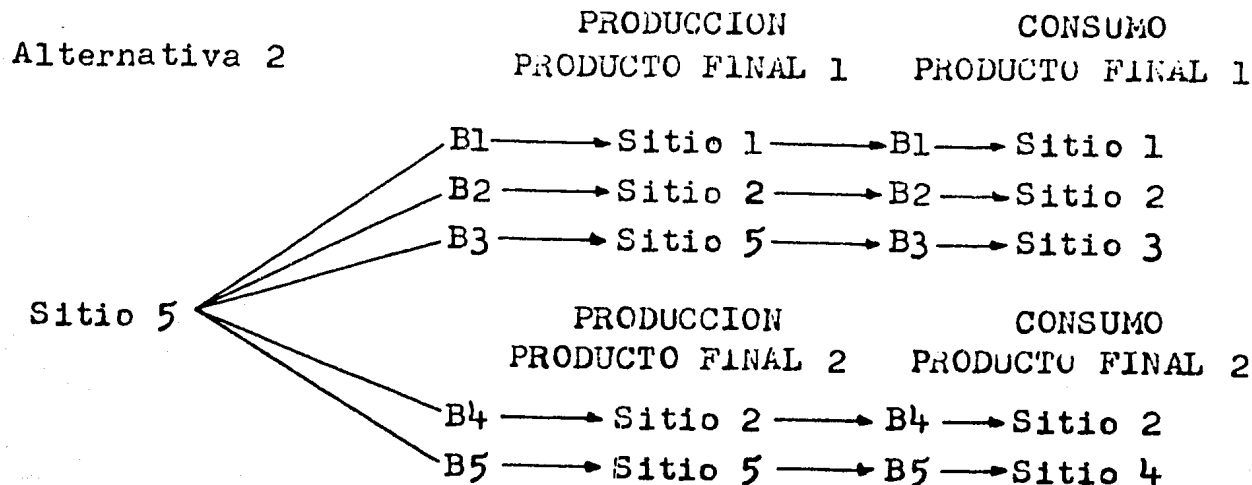 PRODUCCION CONSUMO
Alternativa 2
PRODUCTO FINAL 1 PRODUCTO FINAL 1
B1 Sitio 1 B1 Sitio 1
B2 Sitio 2 B2 Sitio 2
B3 Sitio 5 B3 Sitio 3
Sitio 5
PRODUCCION CONSUMO
PRODUCTO FINAL 2 PRODUCTO FINAL 2
B4 Sitio 2 B4 Sitio 2
B5 Sitio 5 B5 Sitio 4